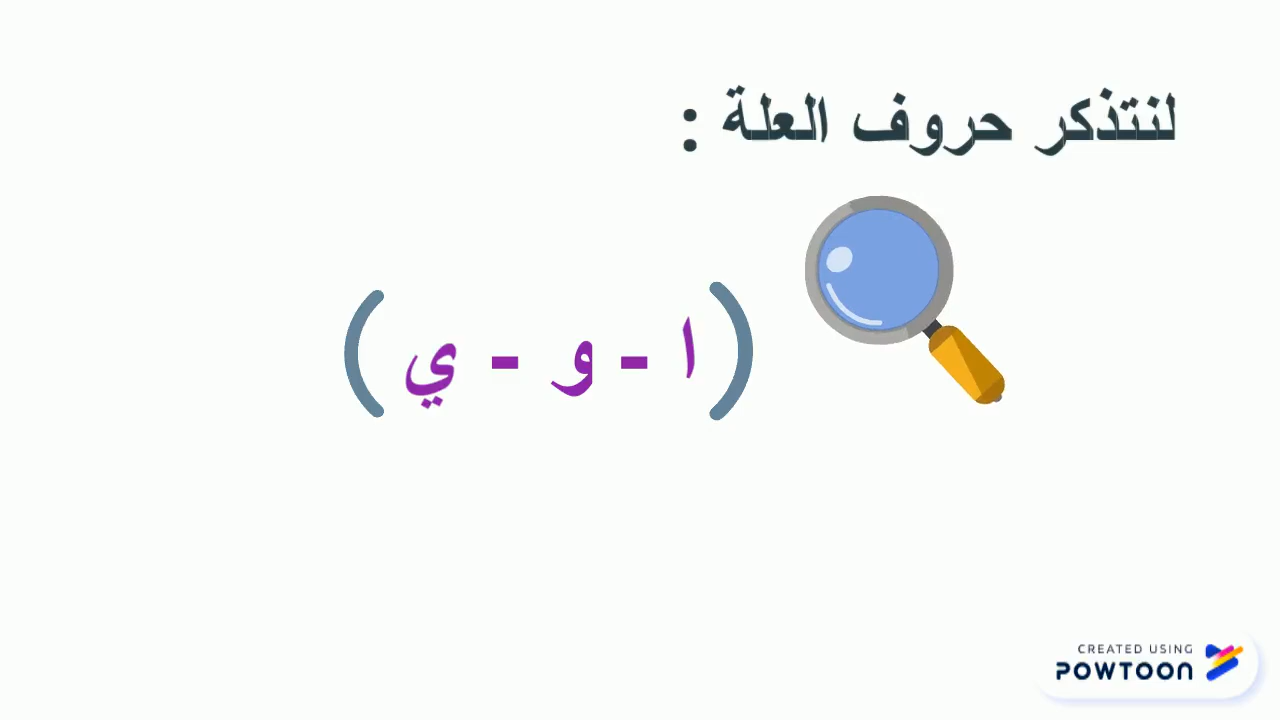 لنتذكر حروف العلة :
( ا - و - ي )
CREATED USING
POWTOON